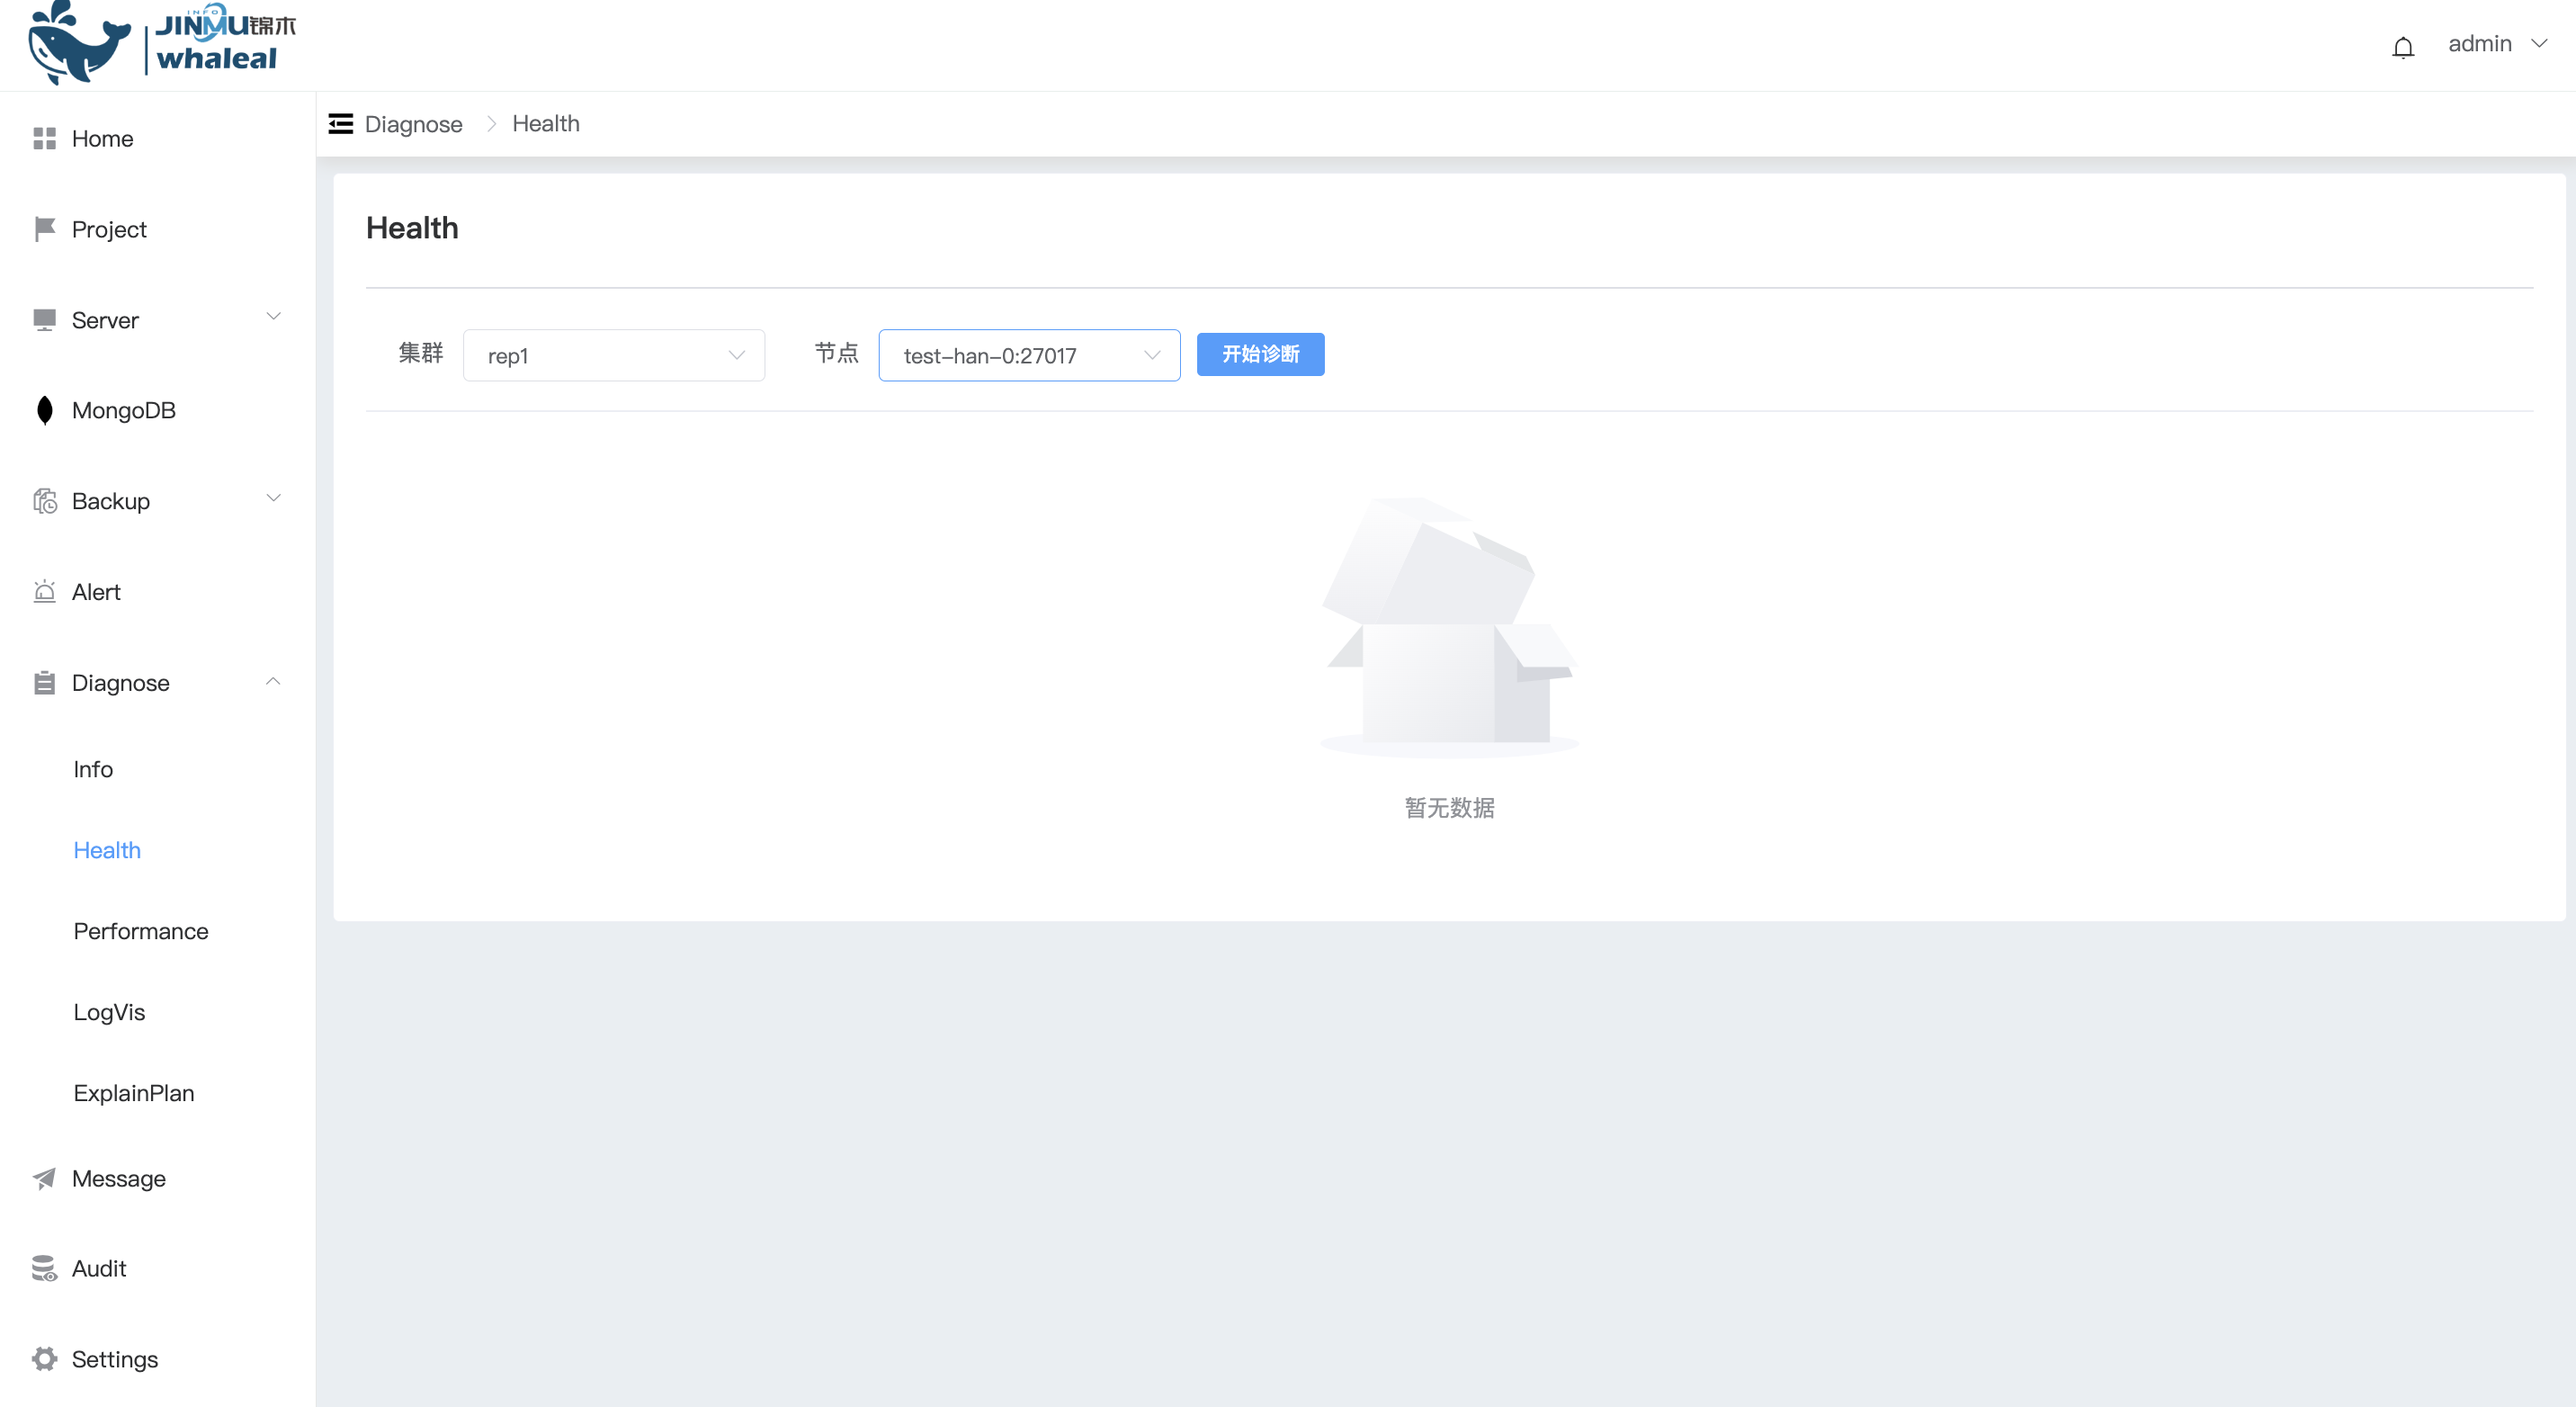 INFO
JINMU锦木
whaleal
admin
Home
Project
Server
MongoDB
Backup
Alert
Diagnose
Info
Health
Performance
LogVis
ExplainPlan
Message
Audit
Settings
Diagnose Health
Health
集群 rep1 节点 test-han-0:27017 开始诊断
暂无数据